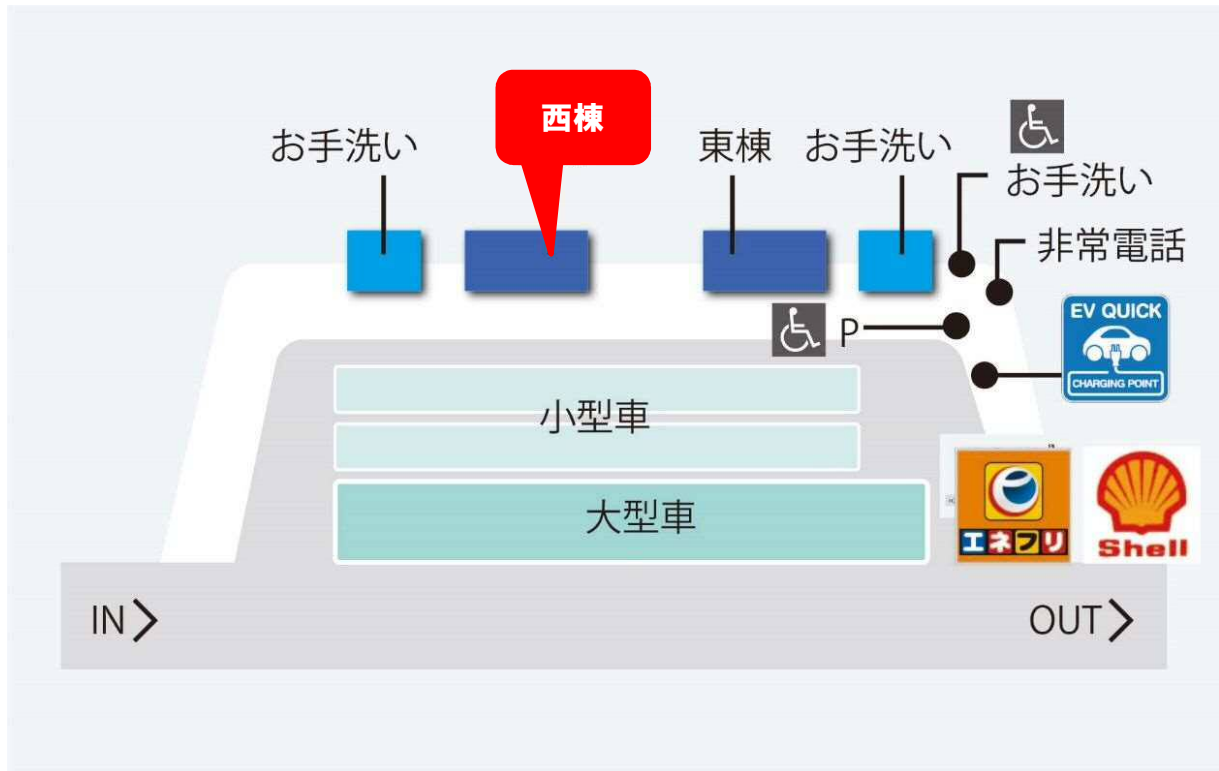 西棟
お手洗い
東棟
お手洗い
お手洗い
非常電話
P
EV QUICK
CHARGING POINT
小型車
大型車
エネフリ
Shell
IN
OUT